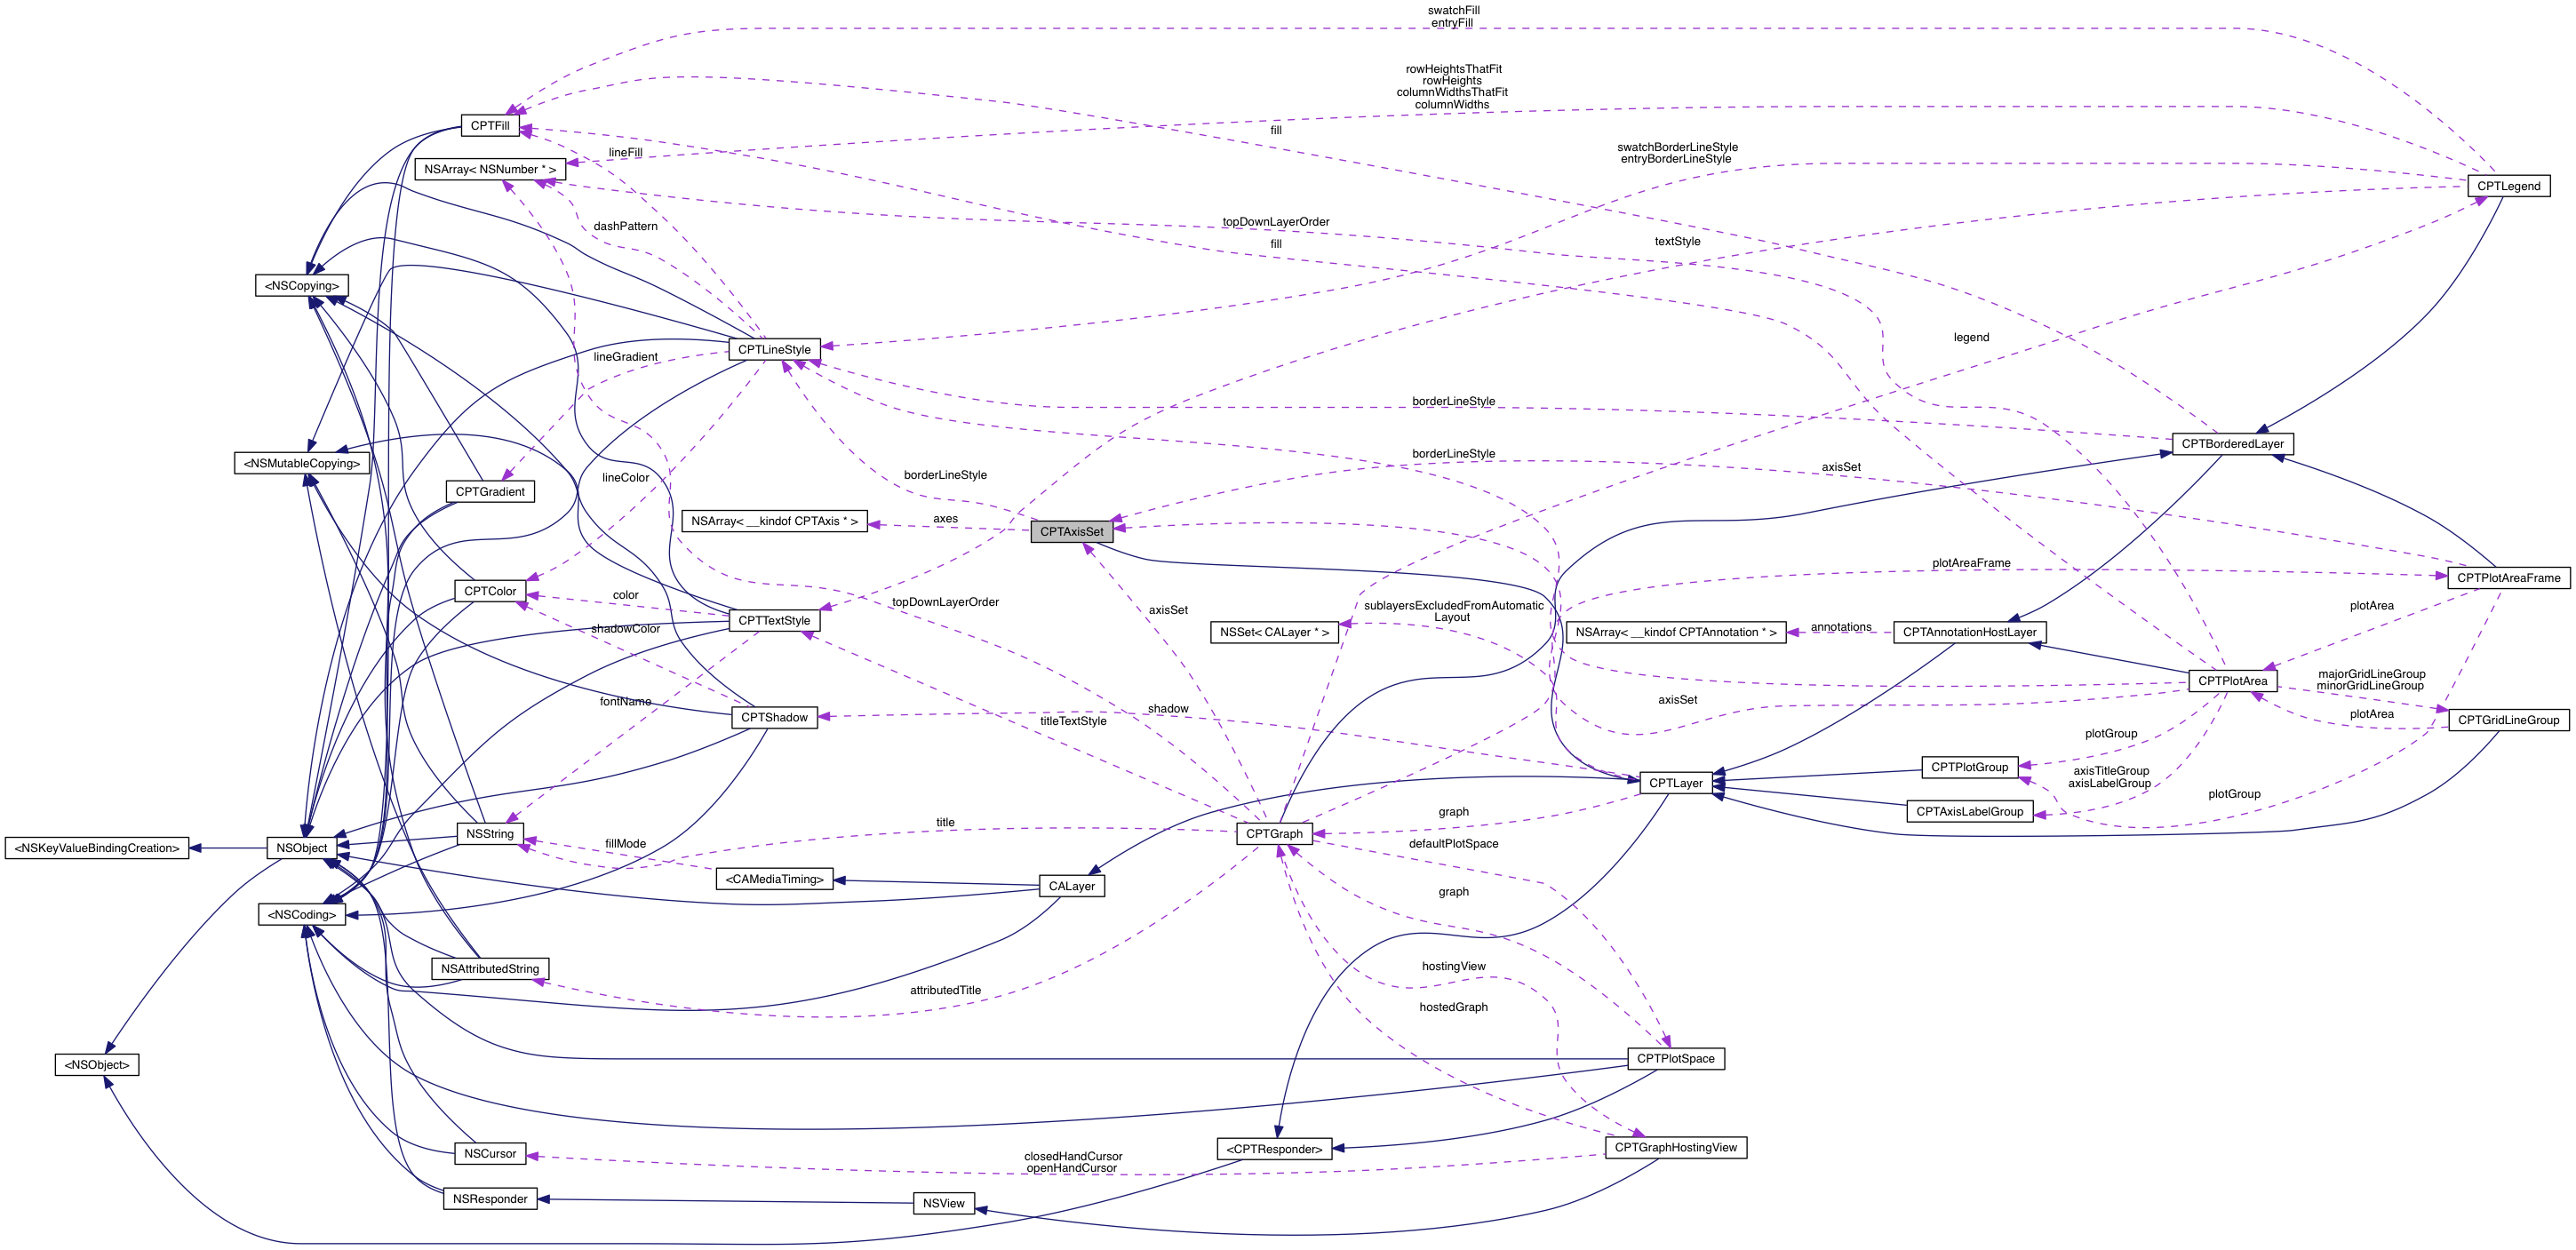 swatchFill
entryFill
rowHeightsThatFit
rowHeights
columnWidthsThatFit
columnWidths
CPTFill
fill
lineFill
swatchBorderLineStyle
entryBorderLineStyle
NSArray< NSNumber * >
CPTLegend
dashPattern
topDownLayerOrder
fill
textStyle
<NSCopying>
legend
CPTLineStyle
lineGradient
borderLineStyle
CPTBorderedLayer
borderLineStyle
<NSMutableCopying>
axisSet
borderLineStyle
lineColor
CPTGradient
NSArray< __kindof CPTAxis * >
axes
CPTAxisSet
plotAreaFrame
CPTPlotAreaFrame
CPTColor
color
topDownLayerOrder
axisSet
sublayersExcludedFromAutomatic
Layout
plotArea
CPTTextStyle
shadowColor
NSSet< CALayer * >
NSArray< __kindof CPTAnnotation * >
annotations
CPTAnnotationHostLayer
CPTPlotArea
majorGridLineGroup
minorGridLineGroup
fontName
axisSet
shadow
CPTShadow
titleTextStyle
plotArea
CPTGridLineGroup
plotGroup
CPTPlotGroup
axisTitleGroup
axisLabelGroup
CPTLayer
plotGroup
graph
CPTAxisLabelGroup
title
NSString
CPTGraph
<NSKeyValueBindingCreation>
NSObject
fillMode
defaultPlotSpace
<CAMediaTiming>
CALayer
graph
<NSCoding>
NSAttributedString
hostingView
attributedTitle
hostedGraph
<NSObject>
CPTPlotSpace
NSCursor
closedHandCursor
openHandCursor
<CPTResponder>
CPTGraphHostingView
NSResponder
NSView